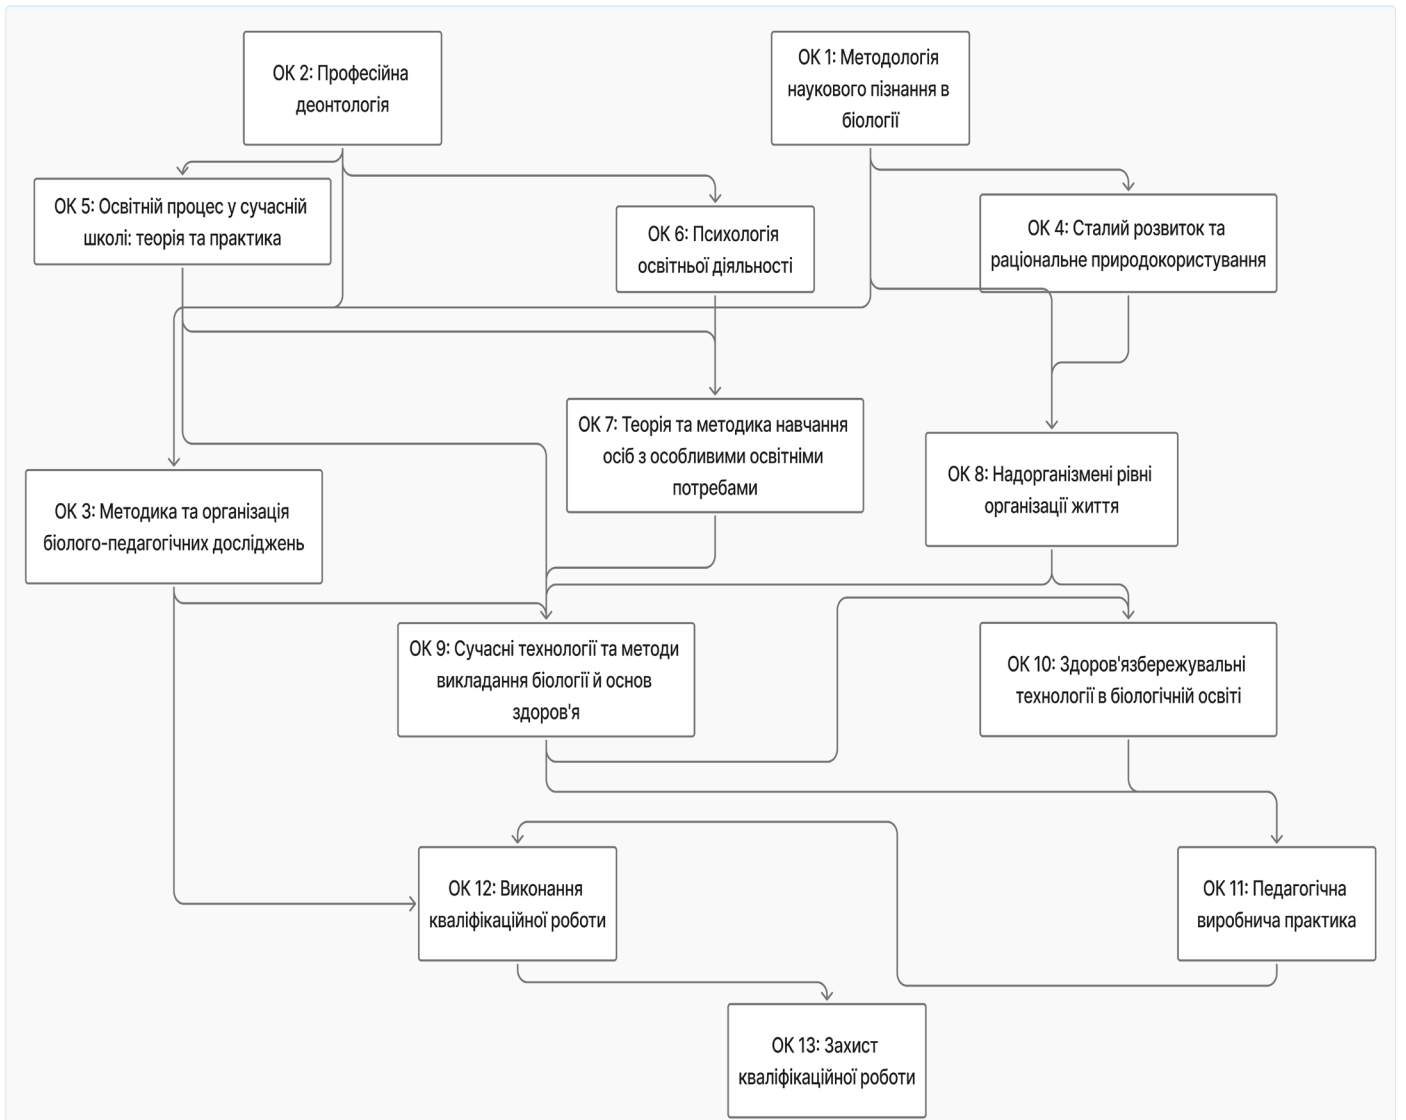 ОК 2: Професійна
деонтологія
ОК 1: Методологія
наукового пізнання в
біології
ОК 5: Освітній процес у сучасній
школі: теорія та практика
ОК 6: Психологія
освітньої діяльності
ОК 4: Сталий розвиток та
раціональне природокористування
ОК 7: Теорія та методика навчання
осіб з особливими освітніми
потребами
ОК 8: Надорганізмені рівні
організації життя
ОК 3: Методика та організація
біолого-педагогічних досліджень
ОК 9: Сучасні технології та методи
викладання біології й основ
здоров'я
ОК 10: Здоров'язбережувальні
технології в біологічній освіті
ОК 12: Виконання
кваліфікаційної роботи
ОК 11: Педагогічна
виробнича практика
ОК 13: Захист
кваліфікаційної роботи